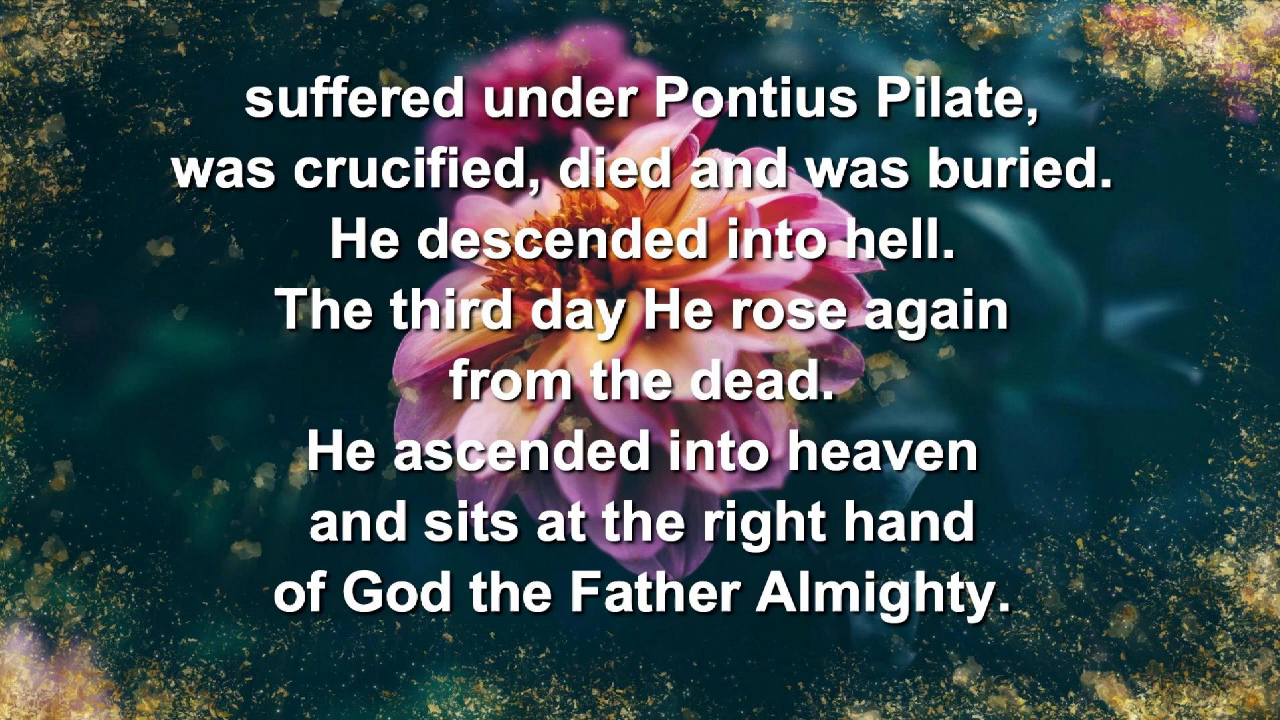 suffered under Pontius Pilate,
was crucified, died and was buried.
He descended into hell.
The third day He rose again
from the dead.
He ascended into heaven
and sits at the right hand
of God the Father Almighty.